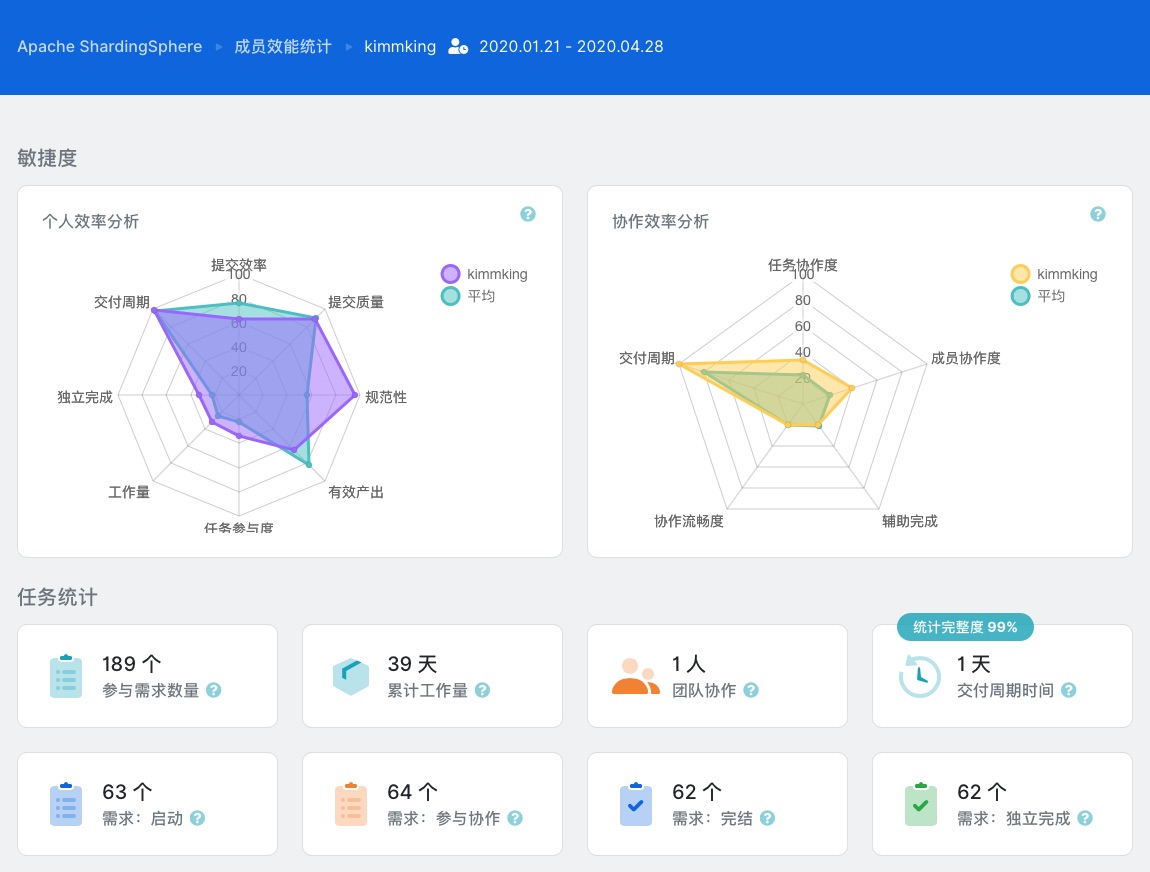 Apache ShardingSphere ▸ 成员效能统计 ▸ kimmking 2020.01.21 - 2020.04.28
敏捷度
个人效率分析
提交效率
100
80
60
40
20
提交质量
规范性
有效产出
任务参与度
工作量
独立完成
交付周期
kimmking
平均
协作效率分析
任务协作度
100
80
60
40
20
成员协作度
辅助完成
协作流畅度
交付周期
kimmking
平均
任务统计
189 个
参与需求数量
39 天
累计工作量
1 人
团队协作
统计完整度 99%
1 天
交付周期时间
63 个
需求：启动
64 个
需求：参与协作
62 个
需求：完结
62 个
需求：独立完成